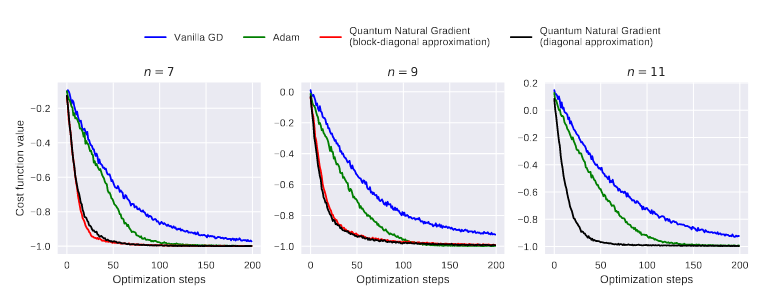 Vanilla GD
Adam
Quantum Natural Gradient
(block-diagonal approximation)
Quantum Natural Gradient
(diagonal approximation)
n = 7
n = 9
n = 11
Cost function value
−0.2
−0.4
−0.6
−0.8
−1.0
0 50 100 150 200
Optimization steps
0.0
−0.2
−0.4
−0.6
−0.8
−1.0
0 50 100 150 200
Optimization steps
0.2
0.0
−0.2
−0.4
−0.6
−0.8
−1.0
0 50 100 150 200
Optimization steps